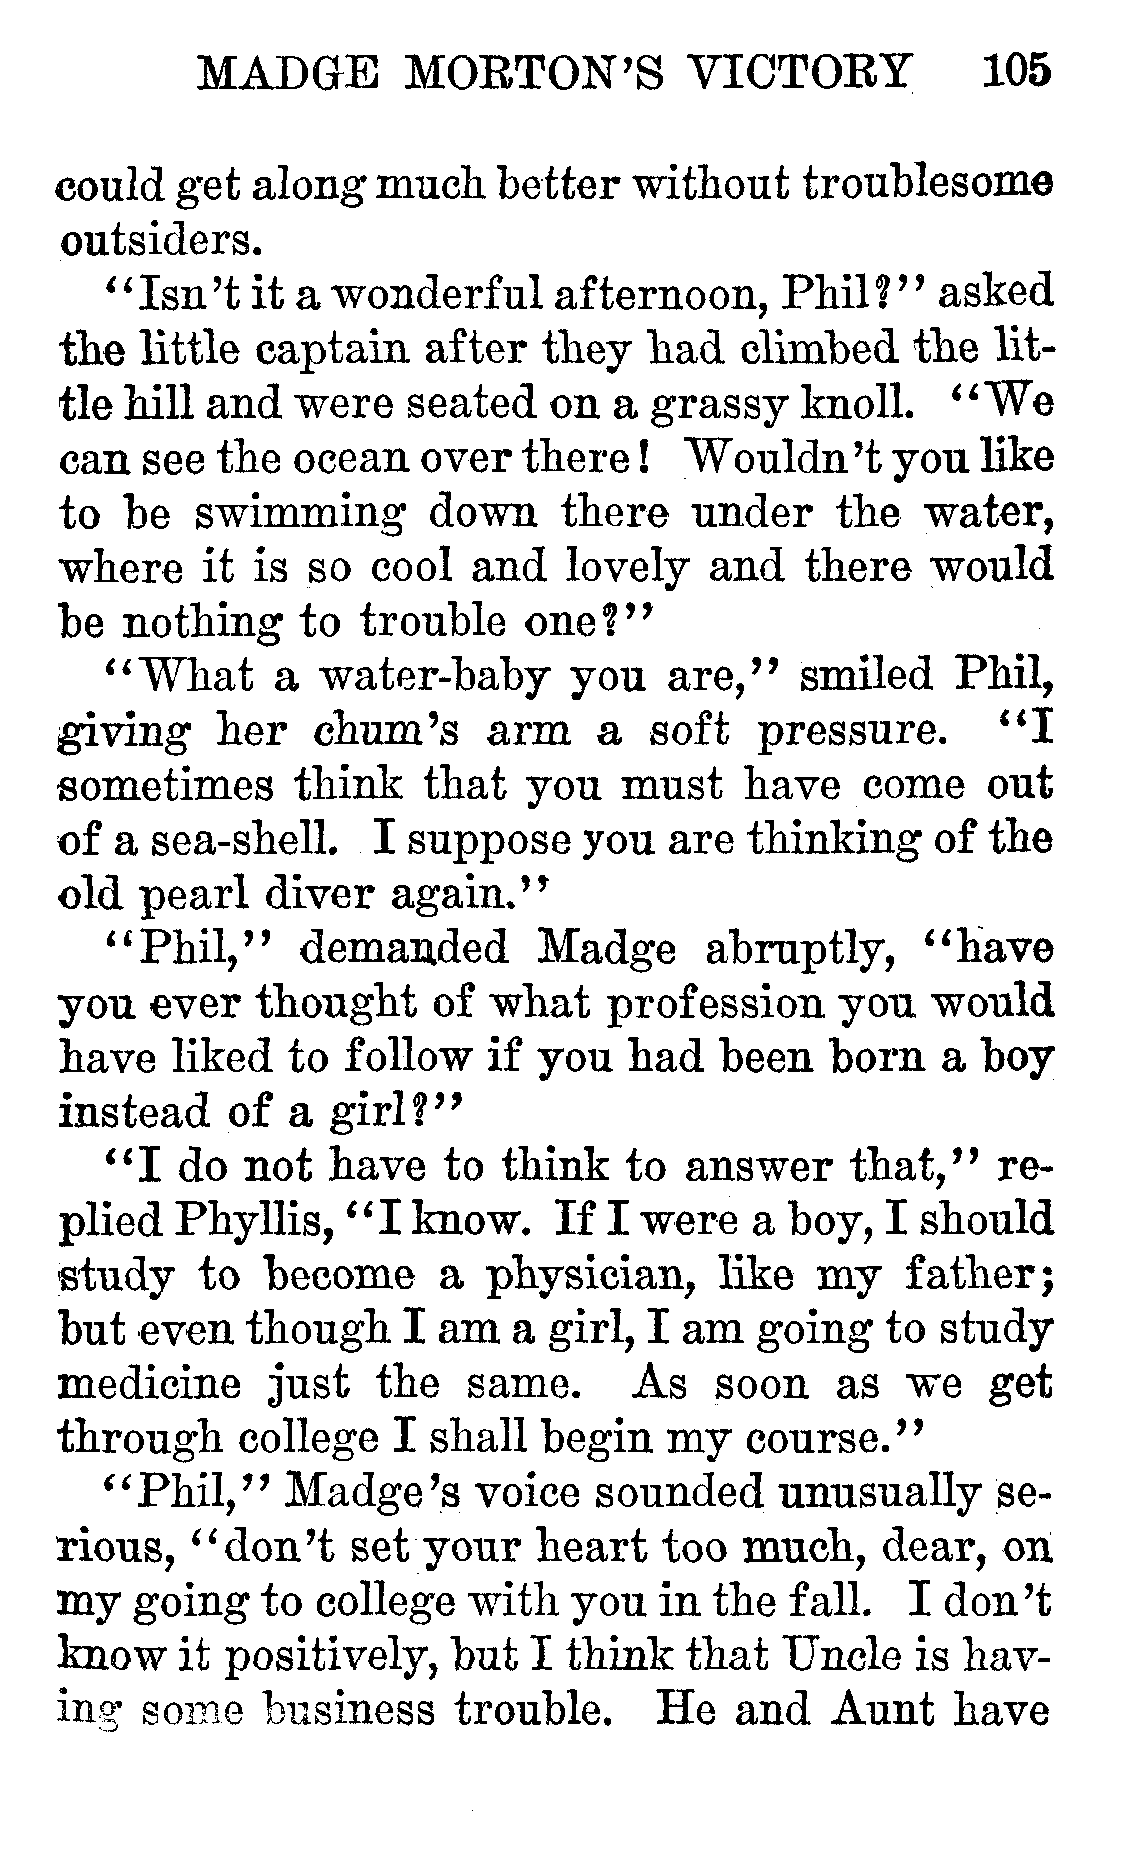 MADGE MORTON'S VICTORY 105
could get along much better without troublesome
outsiders.
"Isn't it a wonderful afternoon, Phil?" asked
the little captain after they had climbed the lit-
tle hill and were seated on a grassy knoll. "We
can see the ocean over there! Wouldn't you like
to be swimming down there under the water,
where it is so cool and lovely and there would
be nothing to trouble one?"
"What a water-baby you are," smiled Phil,
giving her chum's arm a soft pressure. "I
sometimes think that you must have come out
of a sea-shell. I suppose you are thinking of the
old pearl diver again."
"Phil," demanded Madge abruptly, "have
you ever thought of what profession you would
have liked to follow if you had been born a boy
instead of a girl?"
"I do not have to think to answer that," re-
plied Phyllis, "I know. If I were a boy, I should
study to become a physician, like my father;
but even though I am a girl, I am going to study
medicine just the same. As soon as we get
through college I shall begin my course."
"Phil," Madge's voice sounded unusually se-
rious, "don't set your heart too much, dear, on
my going to college with you in the fall. I don't
know it positively, but I think that Uncle is hav-
ing some business trouble. He and Aunt have